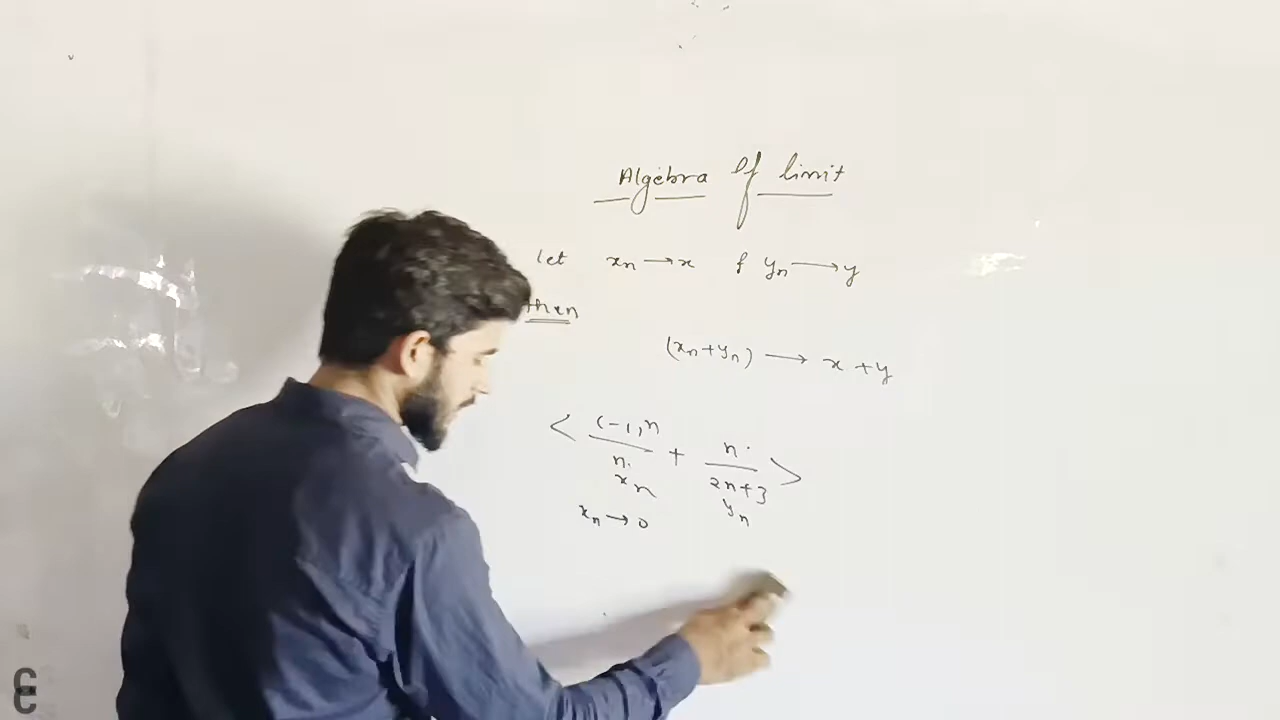 Algebra Of limit
let xₙ → x & yₙ → y
then
(xₙ + yₙ) → x + y
< (-1)ⁿ/n + n/2n+3 >
xₙ yₙ
xₙ → 0